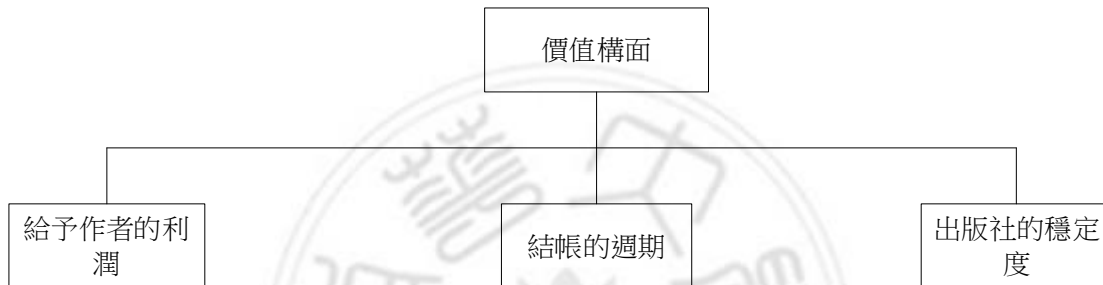 價值構面
給予作者的利
潤
結帳的週期
出版社的穩定
度